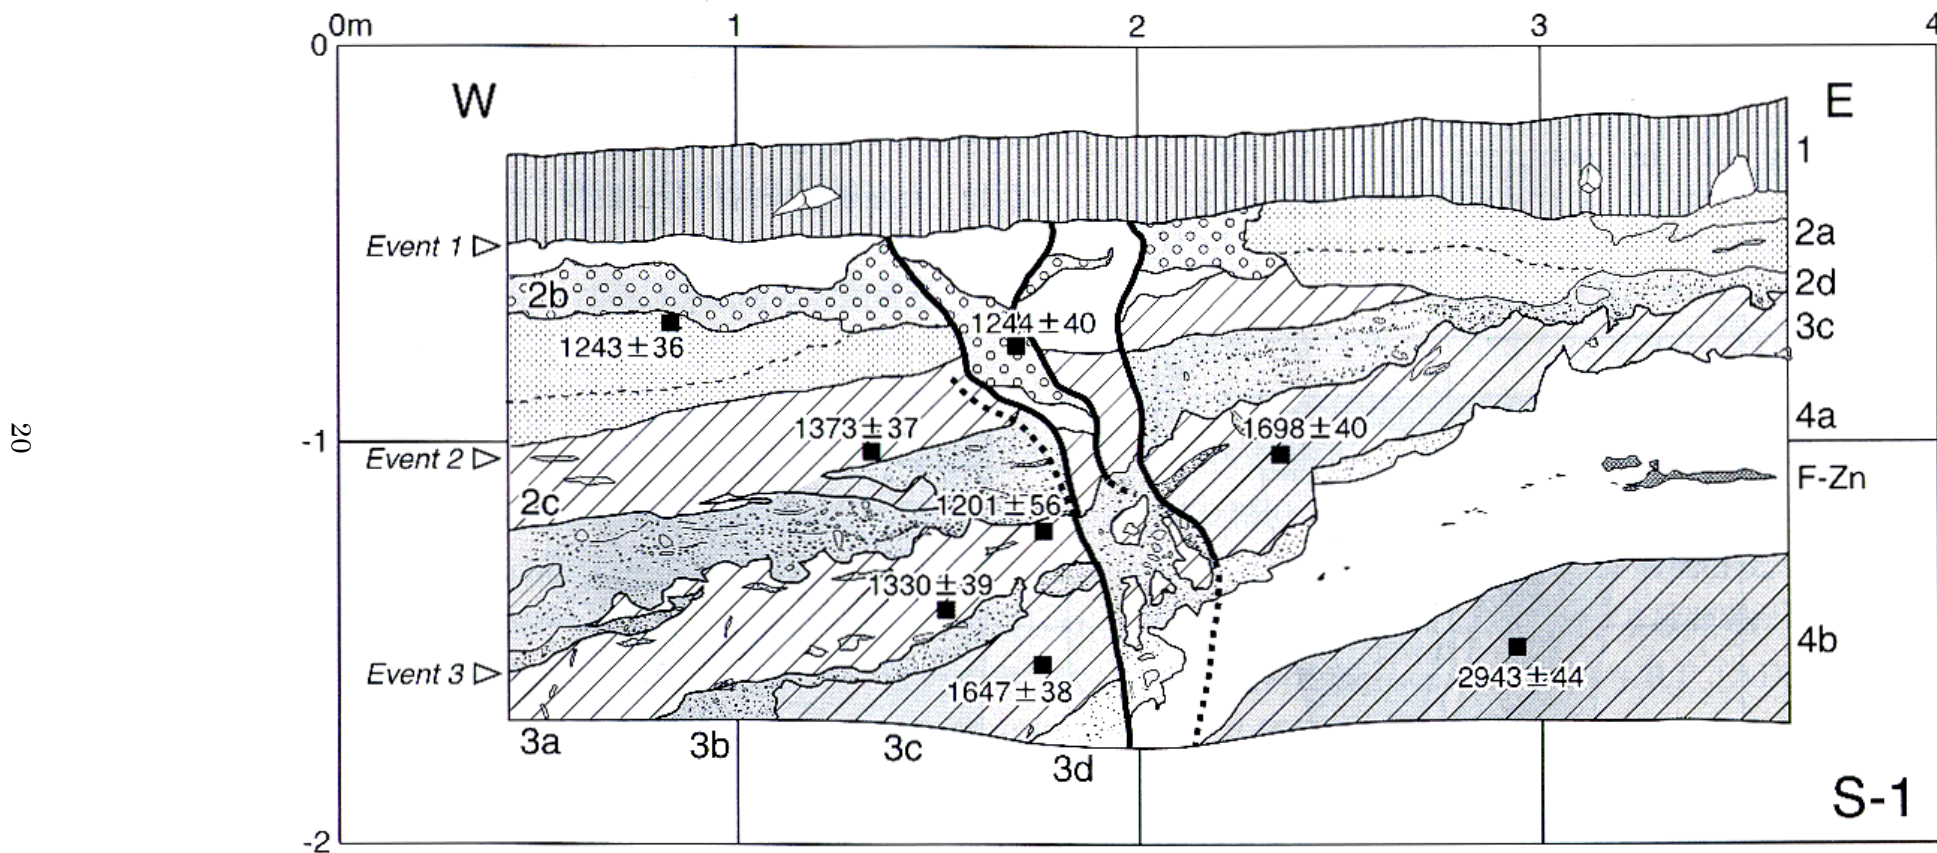 0m 1 2 3 4
0
W E
1
Event 1
2a
2b
2d
1244±40
3c
1243±36
4a
1373±37 1698±40
-1
20
Event 2
F-Zn
2c
1201±56
1330±39
4b
Event 3
1647±38
2943±44
3a 3b 3c
3d
S-1
-2